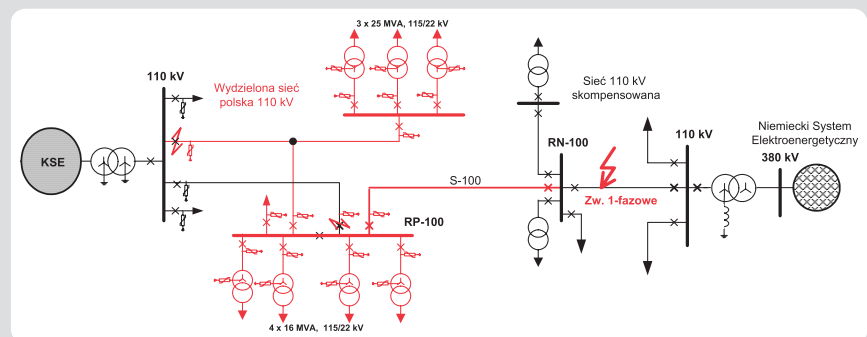 3 x 25 MVA, 115/22 kV
110 kV
Wydzielona sieć
polska 110 kV
KSE
Sieć 110 kV
skompensowana
RN-100
110 kV
Niemiecki System
Elektroenergetyczny
380 kV
S-100
Zw. 1-fazowe
RP-100
4 x 16 MVA, 115/22 kV